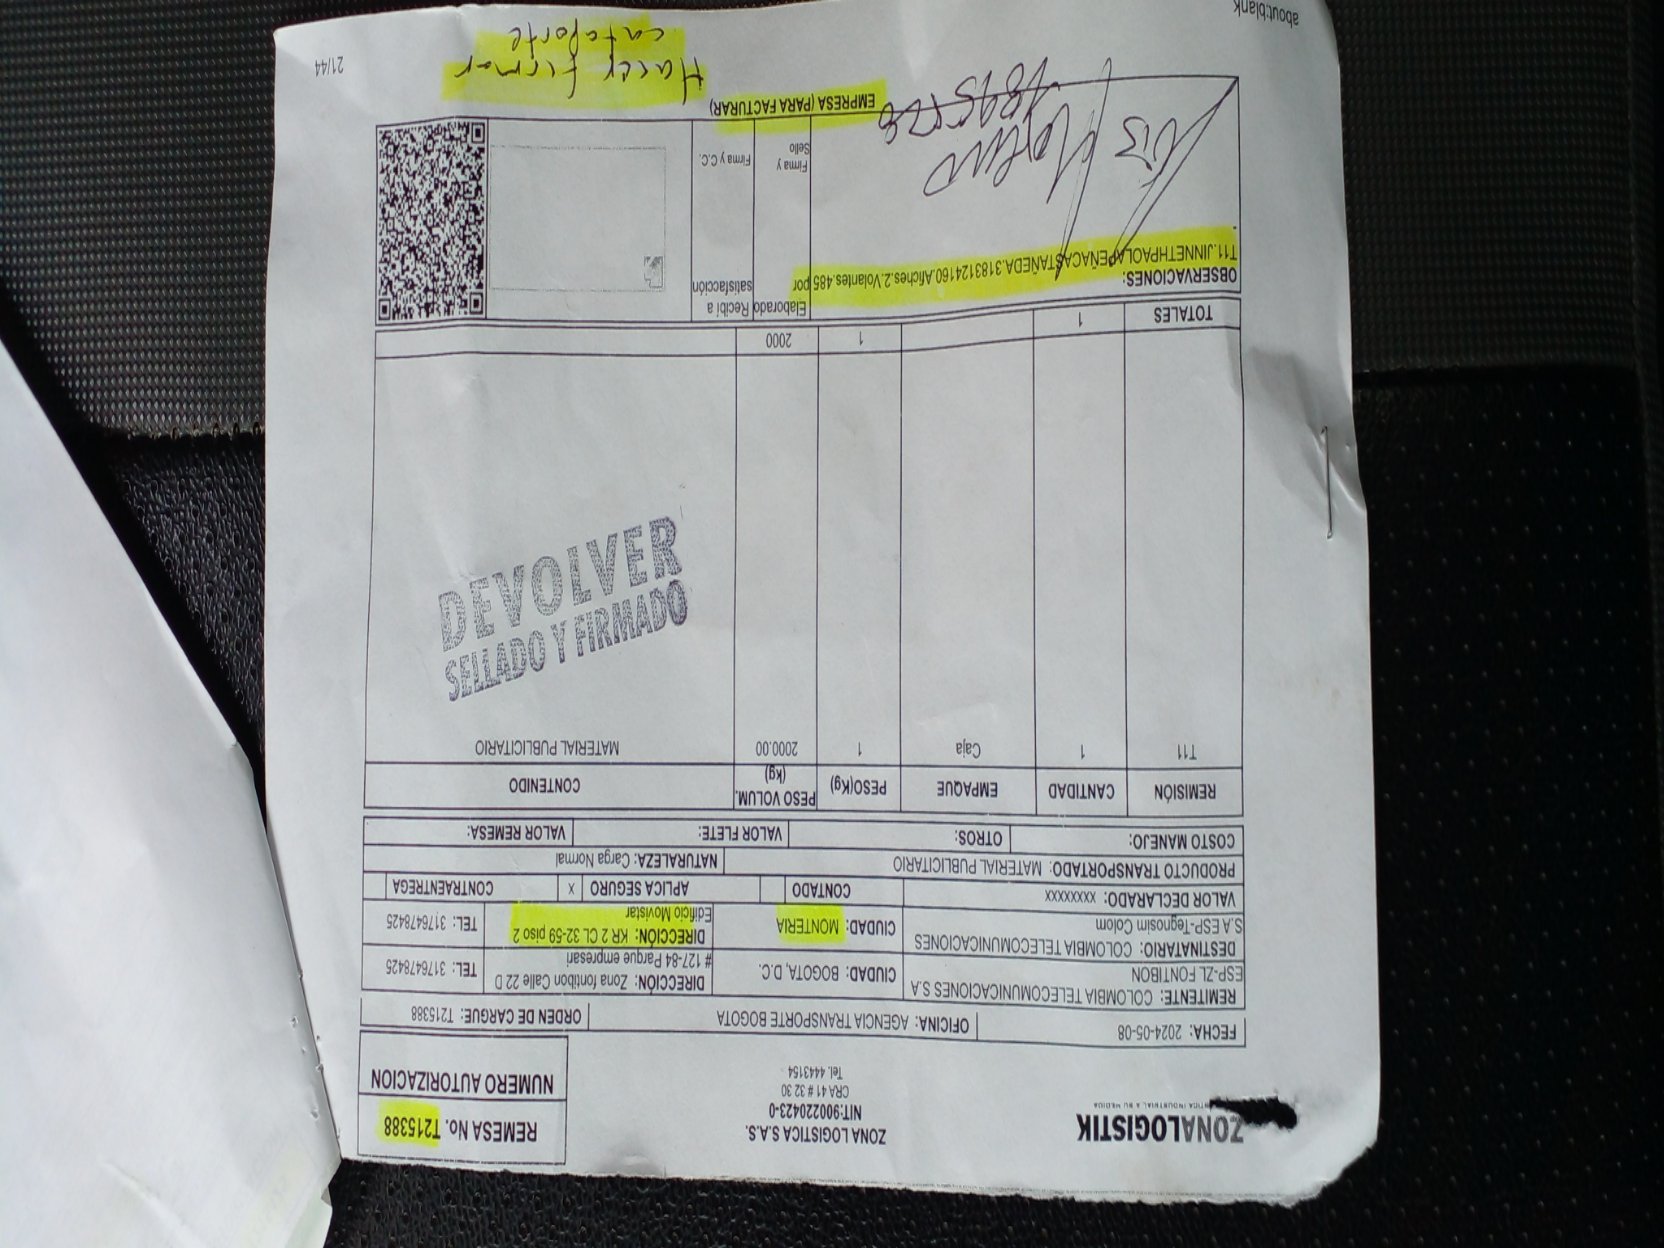 ZONALOGISTIK
ZONA LOGISTICA S.A.S.
NIT:900220423-0
CRA 41 # 32 30
Tel. 4443154
REMESA No. T215388
NUMERO AUTORIZACION
FECHA: 2024-05-08
OFICINA: AGENCIA TRANSPORTE BOGOTA
ORDEN DE CARGUE: T215388
REMITENTE: COLOMBIA TELECOMUNICACIONES S.A
ESP-ZL FONTIBON
CIUDAD: BOGOTA, D.C.
DIRECCIÓN: Zona fontibon Calle 22 D
# 127-84 Parque empresari
TEL: 3176478425
DESTINATARIO: COLOMBIA TELECOMUNICACIONES
S.A ESP-Tegnosim Colom
CIUDAD: MONTERIA
DIRECCIÓN: KR 2 CL 32-59 piso 2
Edificio Movistar
TEL: 3176478425
VALOR DECLARADO: xxxxxxxx
CONTADO
APLICA SEGURO X
CONTRAENTREGA
PRODUCTO TRANSPORTADO: MATERIAL PUBLICITARIO
NATURALEZA: Carga Normal
COSTO MANEJO:
OTROS:
VALOR FLETE:
VALOR REMESA:
REMISIÓN CANTIDAD EMPAQUE PESO(kg) PESO VOLUM. (kg) CONTENIDO
T11 1 Caja 1 2000.00 MATERIAL PUBLICITARIO
DEVOLVER
SELLADO Y FIRMADO
TOTALES 1 1 2000
OBSERVACIONES:
T11.JINNETHPAOLAPEÑACASTAÑEDA.3183124160.Afiches.2.Volantes.485
Elaborado por
Firma y
Sello
Recibí a
satisfacción
Firma y C.C.
EMPRESA (PARA FACTURAR)
Hacer firmar
about:blank
21/44